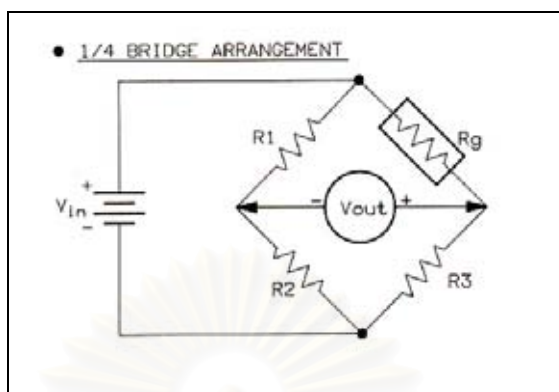 ● 1/4 BRIDGE ARRANGEMENT
R1
Rg
+
Vin
-
- Vout +
R2
R3